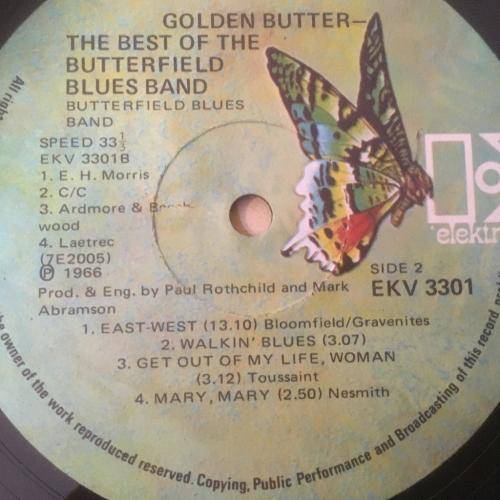 GOLDEN BUTTER—
THE BEST OF THE
BUTTERFIELD
BLUES BAND
BUTTERFIELD BLUES
BAND
SPEED 33⅓
EKV 3301B
1. E. H. Morris
2. C/C
3. Ardmore &
wood
4. Laetrec
(7E2005)
Ⓟ 1966
Prod. & Eng. by Paul Rothchild and Mark
Abramson
elektr
SIDE 2
EKV 3301
1. EAST-WEST (13.10) Bloomfield/Gravenites
2. WALKIN' BLUES (3.07)
3. GET OUT OF MY LIFE, WOMAN
(3.12) Toussaint
4. MARY, MARY (2.50) Nesmith
All right
the owner of the work reproduced reserved. Copying, Public Performance and Broadcasting of this record